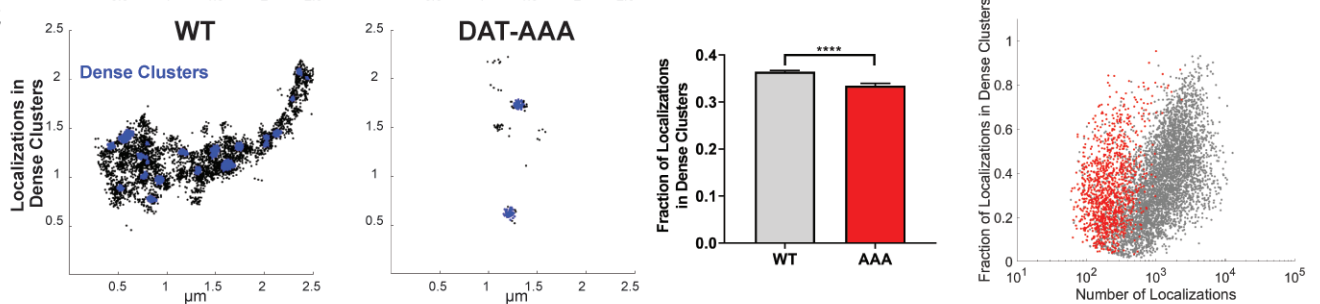 WT
Dense Clusters
Localizations in
Dense Clusters
2.5
2
1.5
1
0.5
0.5
1
1.5
2
2.5
µm
DAT-AAA
2.5
2
1.5
1
0.5
0.5
1
1.5
2
2.5
µm
****
Fraction of Localizations
in Dense Clusters
0.4
0.3
0.2
0.1
0.0
WT
AAA
Fraction of Localizations in Dense Clusters
1
0.8
0.6
0.4
0.2
0
10¹
10²
10³
10⁴
10⁵
Number of Localizations